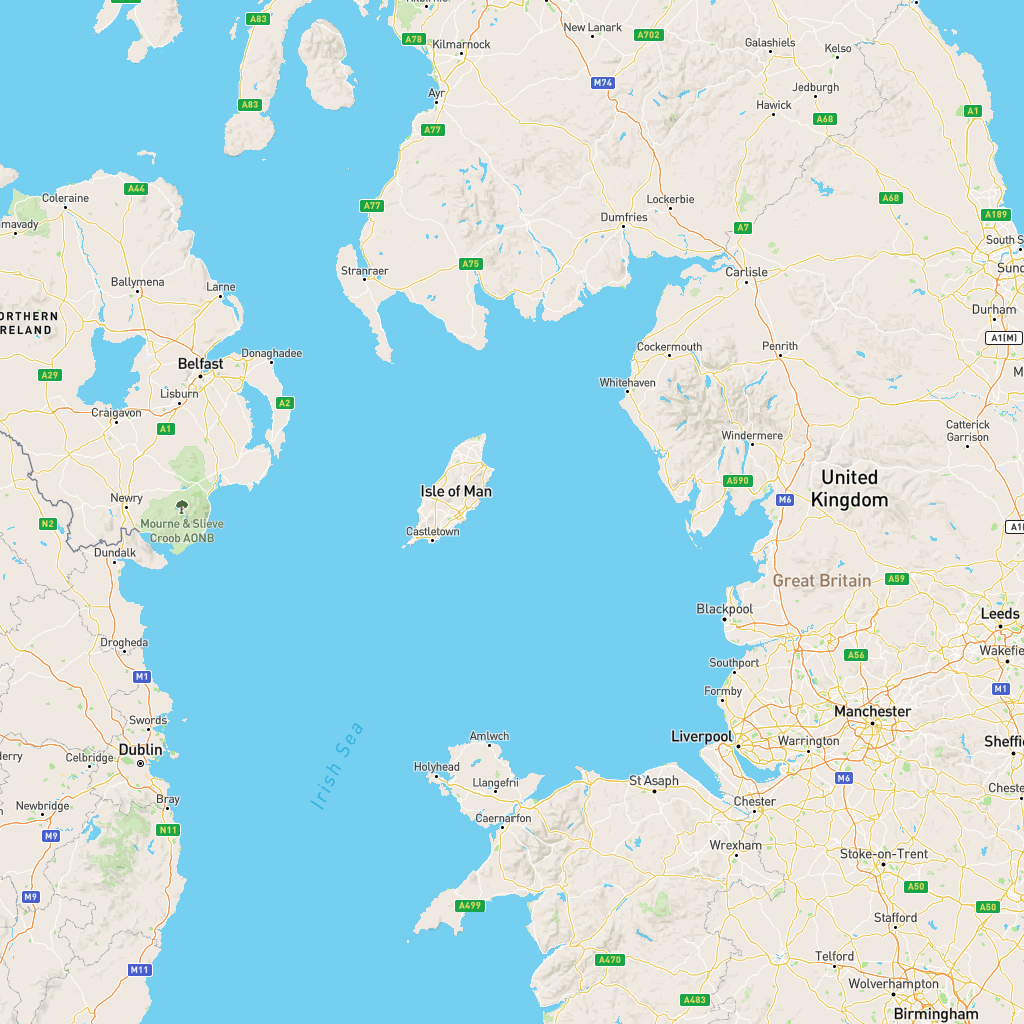 A83
A78
Kilmarnock
New Lanark
A702
Galashiels
Kelso
M74
Jedburgh
Ayr
A83
Hawick
A68
A1
A77
A44
Coleraine
A77
Lockerbie
A68
Dumfries
A189
A7
South S
Stranraer
A75
Carlisle
Sund
Ballymena
Larne
Durham
ORTHERN
RELAND
A1(M)
Cockermouth
Penrith
Donaghadee
Belfast
A29
Whitehaven
Lisburn
A2
Craigavon
A1
Catterick
Garrison
Windermere
A590
United
Kingdom
Isle of Man
Newry
M6
N2
Mourne & Slieve
Croob AONB
Castletown
Dundalk
Great Britain
A59
Blackpool
Leeds
Drogheda
A56
Wakefie
Southport
M1
Formby
M1
Swords
Manchester
Amlwch
Liverpool
Warrington
Sheffi
Dublin
Irish Sea
Celbridge
Holyhead
M6
Llangefni
St Asaph
Cheste
Newbridge
Bray
Chester
Caernarfon
N11
M9
Wrexham
Stoke-on-Trent
A50
M9
A499
A50
Stafford
A470
Telford
M11
Wolverhampton
A483
Birmingham